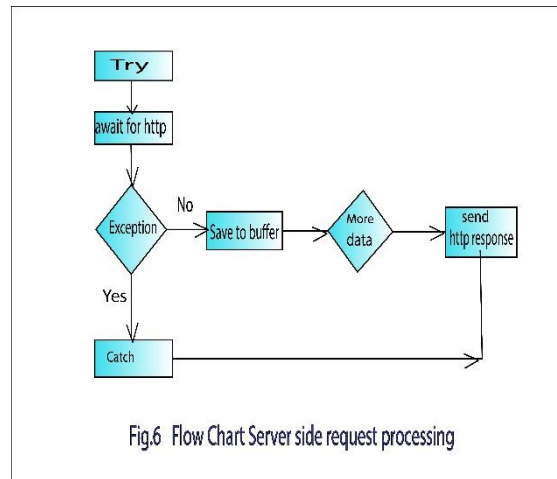 Try
await for http
Exception
No
Save to buffer
More
data
send
http response
Yes
Catch
Fig.6 Flow Chart Server side request processing